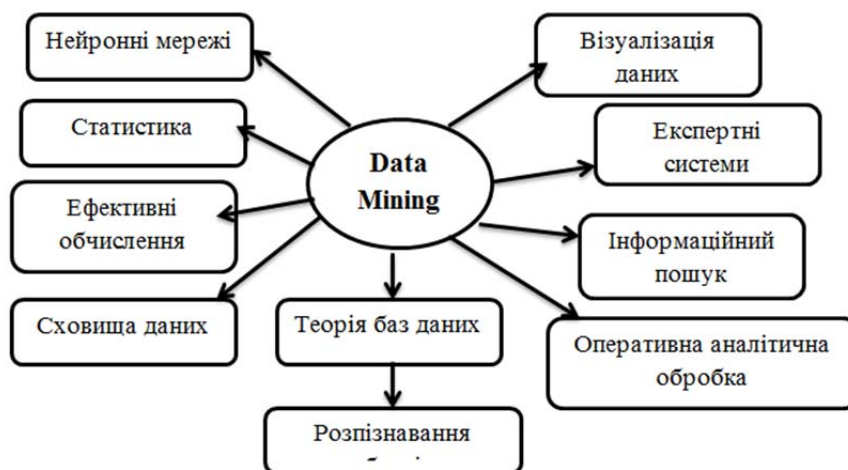 Нейронні мережі
Візуалізація
даних
Статистика
Data
Mining
Експертні
системи
Ефективні
обчислення
Інформаційний
пошук
Сховища даних
Теорія баз даних
Оперативна аналітична
обробка
Розпізнавання